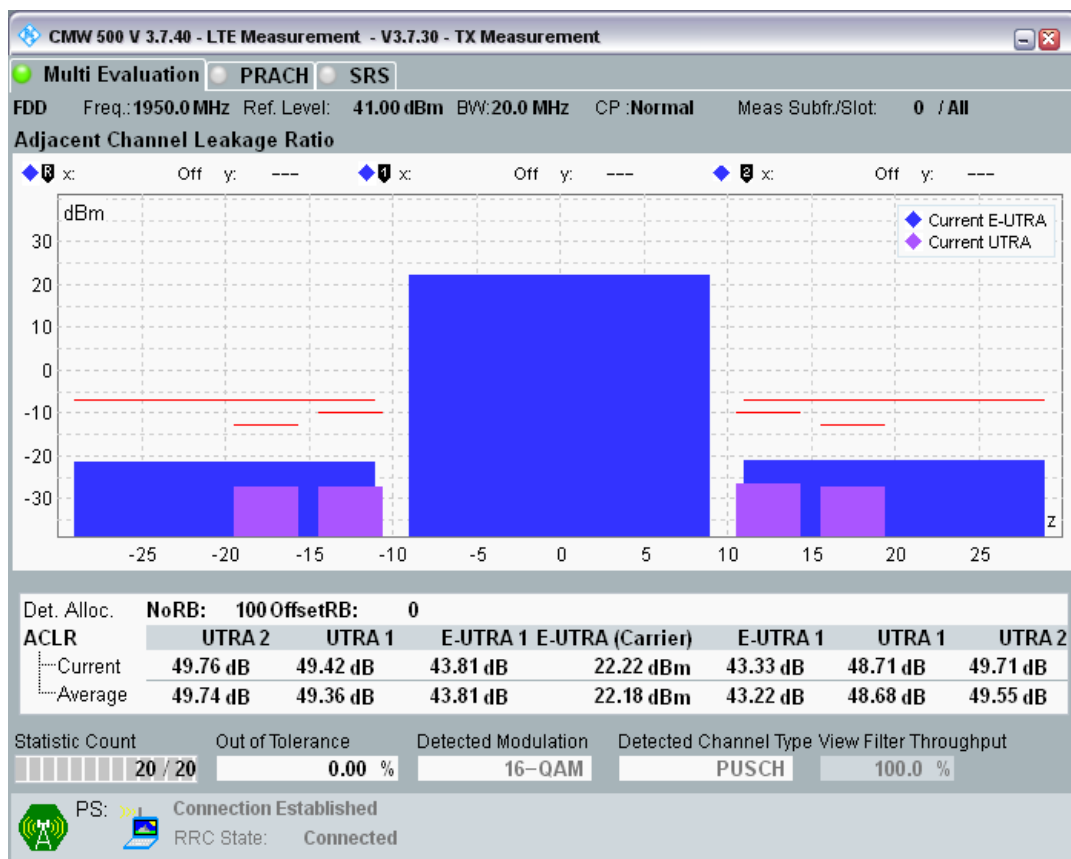 CMW 500 V 3.7.40 - LTE Measurement - V3.7.30 - TX Measurement
Multi Evaluation PRACH SRS
FDD Freq.:1950.0 MHz Ref. Level: 41.00 dBm BW:20.0 MHz CP :Normal Meas Subfr./Slot: 0 / All
Adjacent Channel Leakage Ratio
R x: Off y: --- 1 x: Off y: --- 2 x: Off y: ---
dBm
Current E-UTRA
Current UTRA
30
20
10
0
-10
-20
-30
z
-25 -20 -15 -10 -5 0 5 10 15 20 25
Det. Alloc. NoRB: 100 OffsetRB: 0
ACLR UTRA 2 UTRA 1 E-UTRA 1 E-UTRA (Carrier) E-UTRA 1 UTRA 1 UTRA 2
Current 49.76 dB 49.42 dB 43.81 dB 22.22 dBm 43.33 dB 48.71 dB 49.71 dB
Average 49.74 dB 49.36 dB 43.81 dB 22.18 dBm 43.22 dB 48.68 dB 49.55 dB
Statistic Count Out of Tolerance Detected Modulation Detected Channel Type View Filter Throughput
20 / 20 0.00 % 16-QAM PUSCH 100.0 %
PS: Connection Established
RRC State: Connected